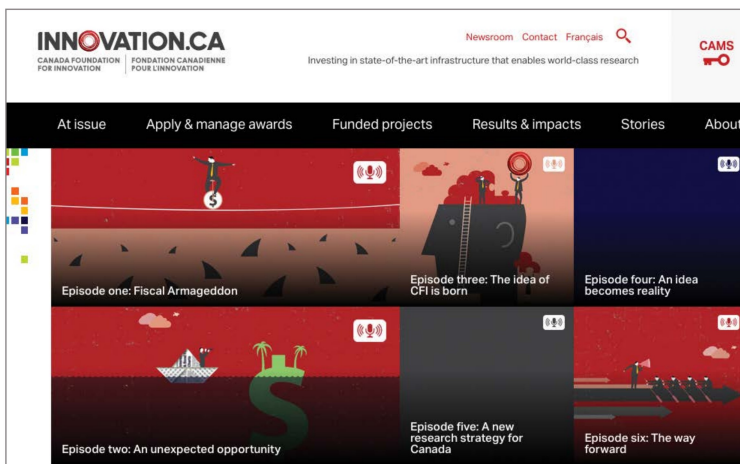 INNOVATION.CA
CANADA FOUNDATION
FOR INNOVATION
FONDATION CANADIENNE
POUR L'INNOVATION
Newsroom Contact Français
Investing in state-of-the-art infrastructure that enables world-class research
CAMS
At issue Apply & manage awards Funded projects Results & impacts Stories About
$
Episode one: Fiscal Armageddon
Episode three: The idea of
CFI is born
Episode four: An idea
becomes reality
Episode two: An unexpected opportunity
Episode five: A new
research strategy for
Canada
Episode six: The way
forward